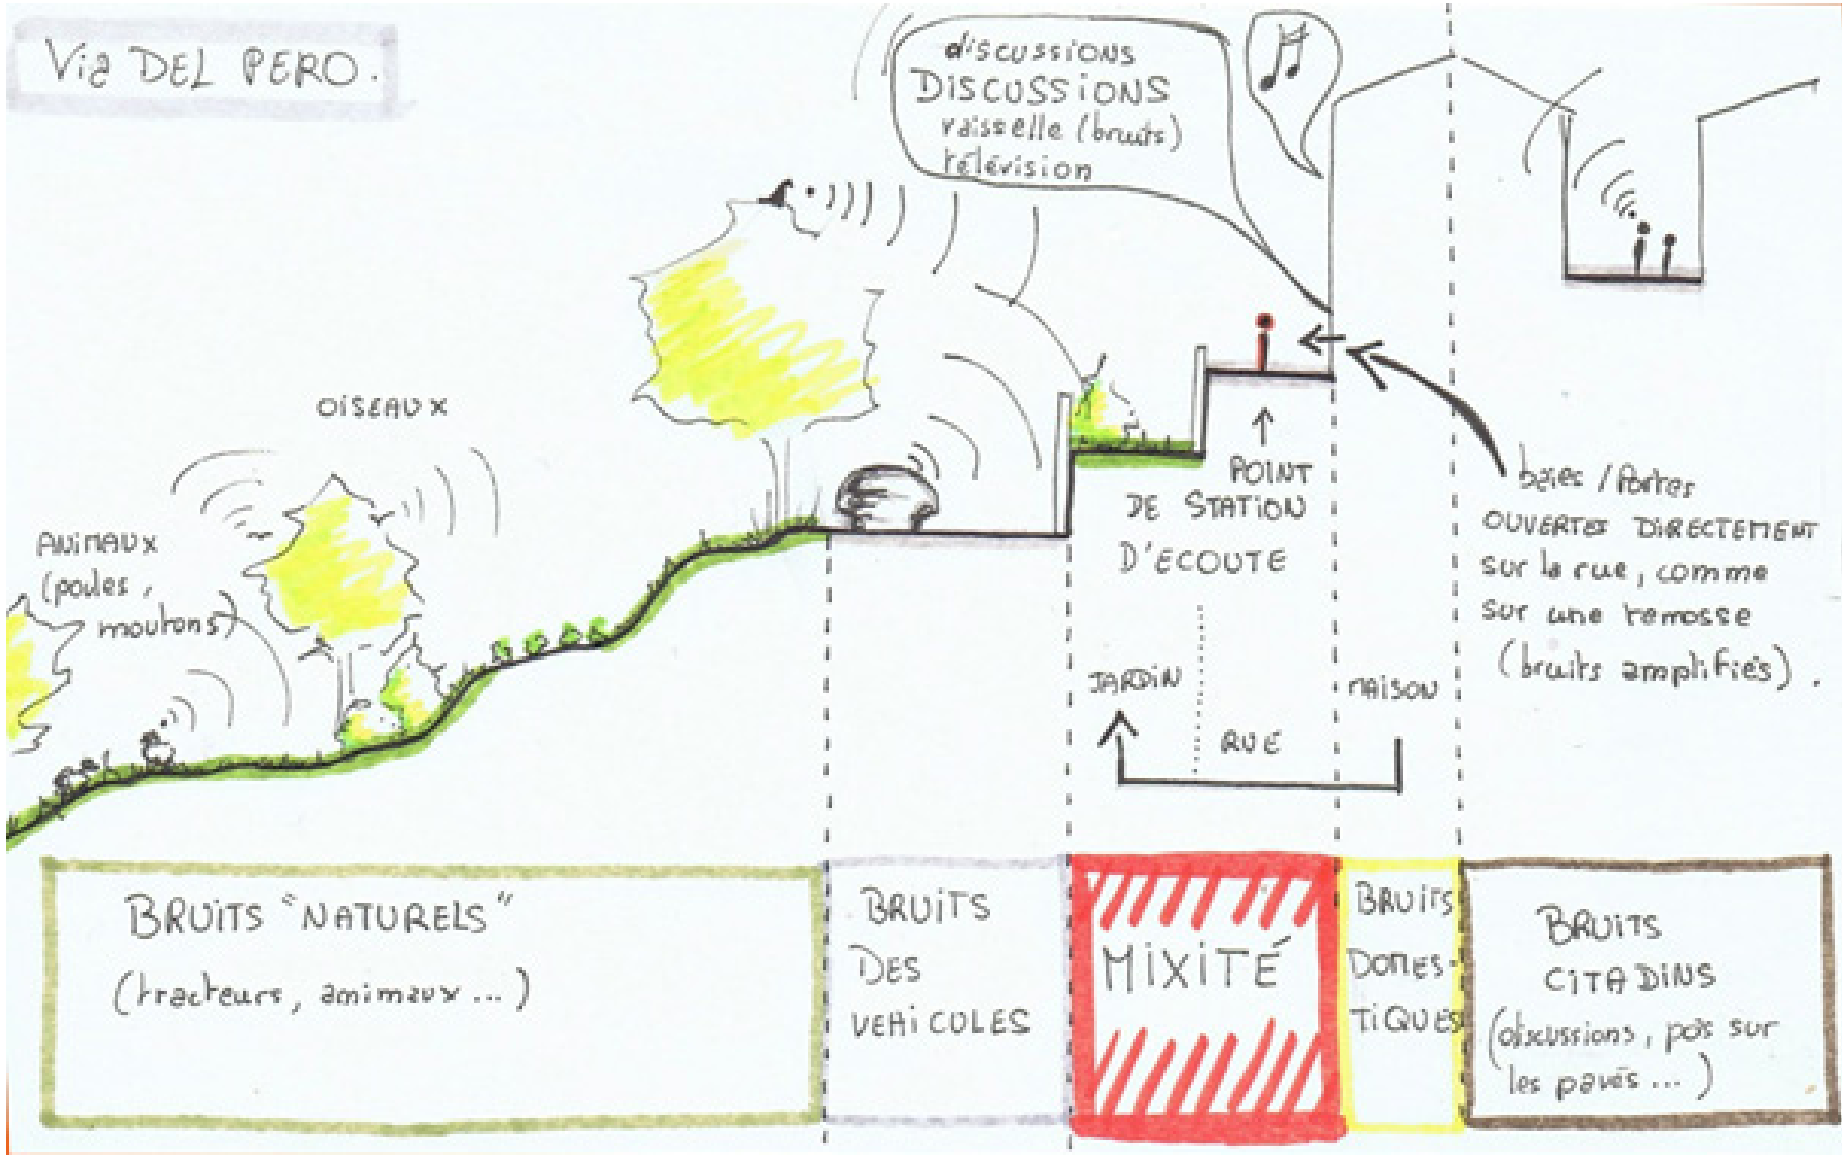 Via DEL PERO.
discussions
DISCUSSIONS
vaisselle (bruits)
télévision
OISEAUX
ANIMAUX
(poules,
moutons)
POINT
DE STATION
D'ECOUTE
baies / Portes
OUVERTES DIRECTEMENT
sur la rue, comme
sur une terrasse
(bruits amplifiés).
JARDIN
RUE
MAISON
BRUITS "NATURELS"
(tracteurs, animaux...)
BRUITS
DES
VEHICULES
MIXITÉ
BRUITS
DOMES-
TIQUES
BRUITS
CITADINS
(discussions, pas sur
les pavés...)